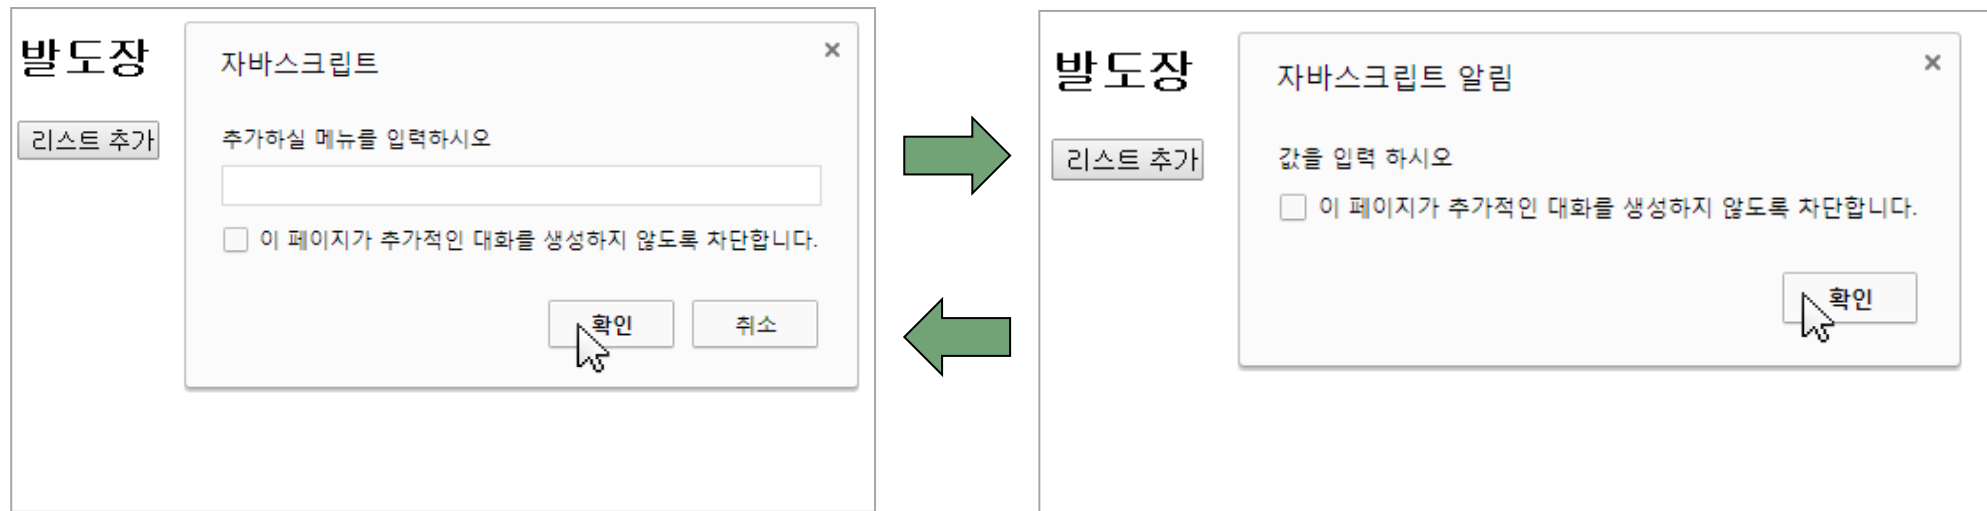 발도장
리스트 추가
자바스크립트
×
추가하실 메뉴를 입력하시오
이 페이지가 추가적인 대화를 생성하지 않도록 차단합니다.
확인
취소
발도장
리스트 추가
자바스크립트 알림
×
값을 입력 하시오
이 페이지가 추가적인 대화를 생성하지 않도록 차단합니다.
확인